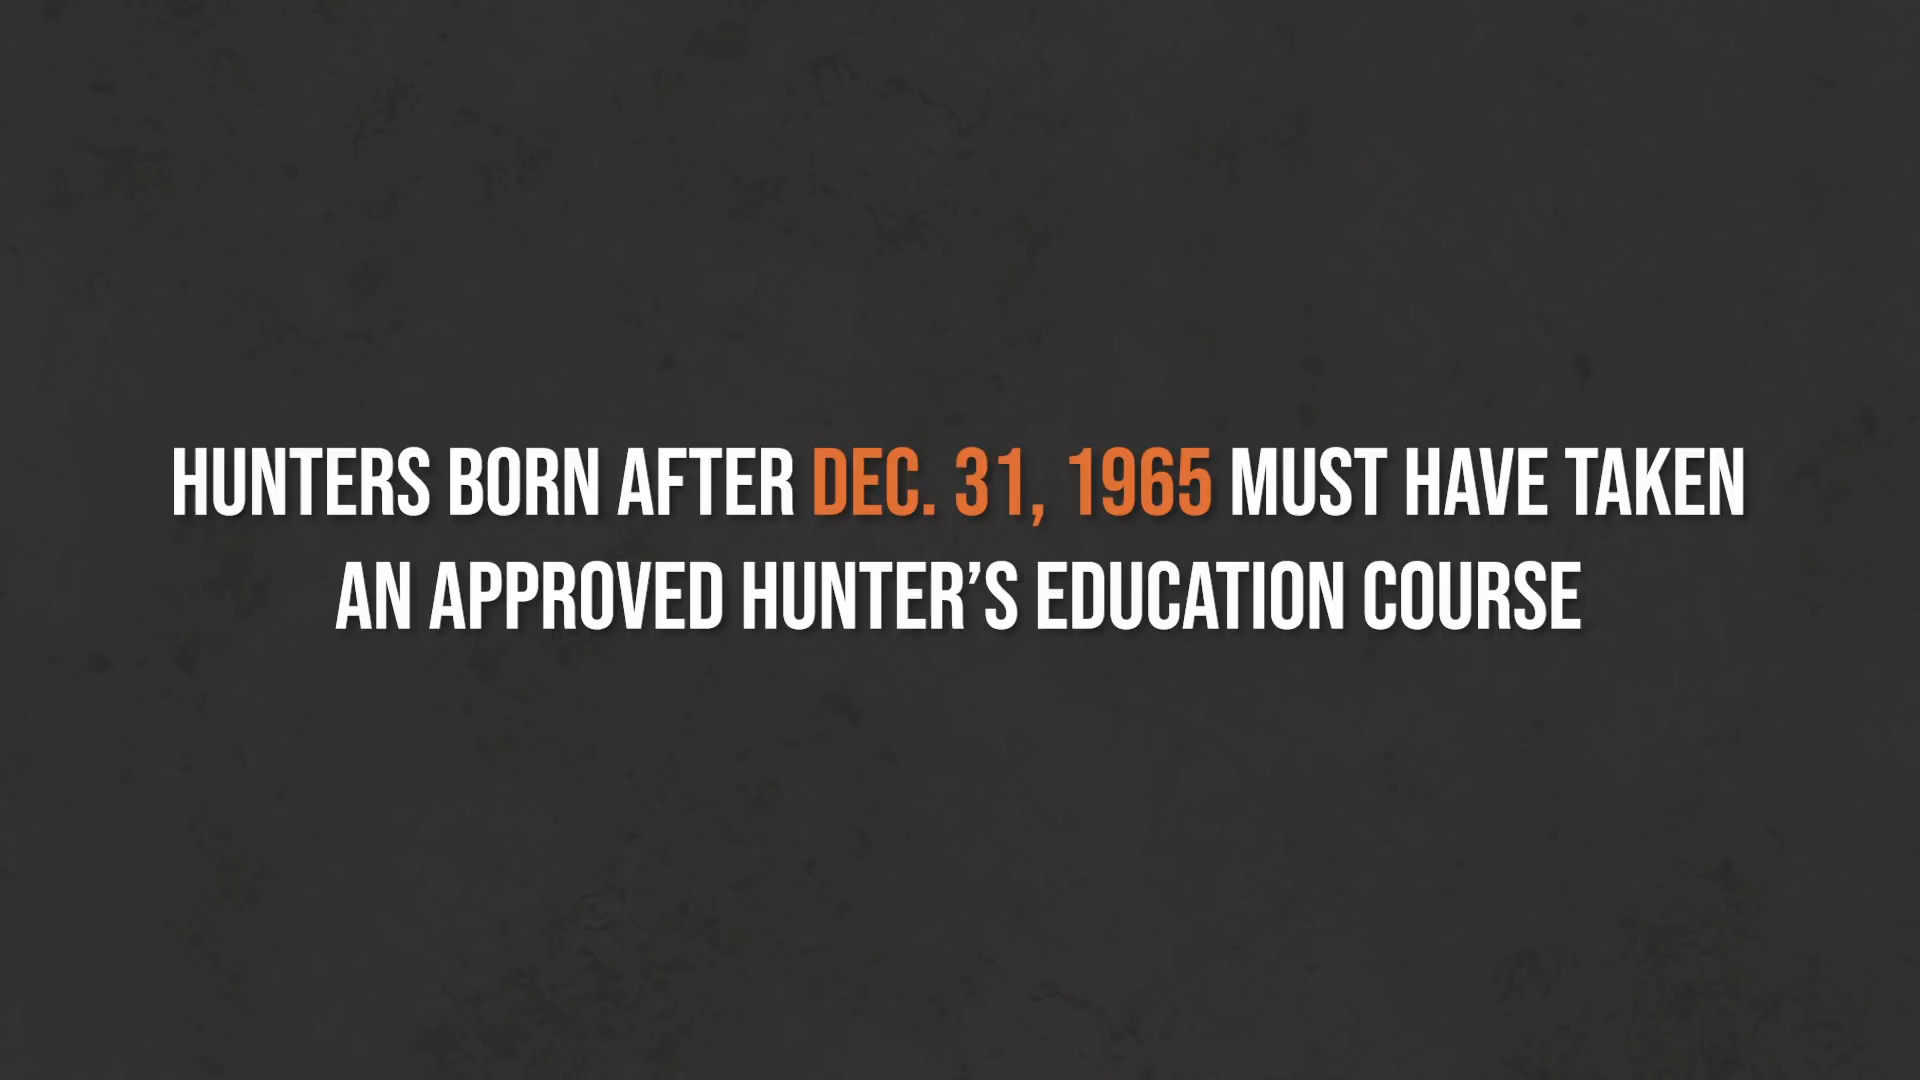 HUNTERS BORN AFTER DEC. 31, 1965 MUST HAVE TAKEN
AN APPROVED HUNTER’S EDUCATION COURSE